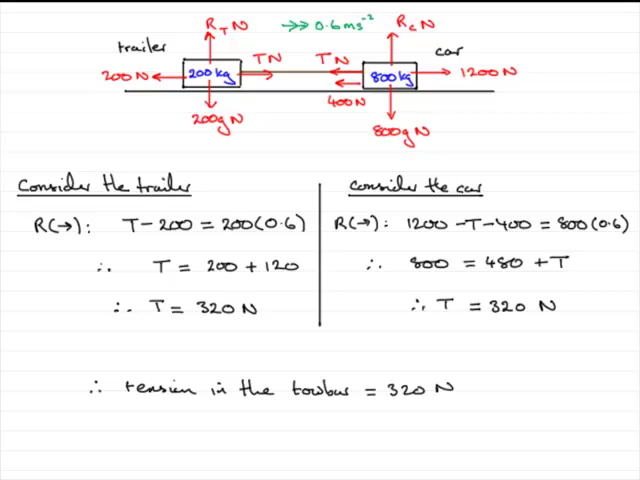 R_T N
→→ 0.6 ms⁻²
R_C N
trailer
car
200 N
200 kg
T N
T N
800 kg
1200 N
400 N
200g N
800g N
Consider the trailer
R(→): T - 200 = 200(0.6)
∴ T = 200 + 120
∴ T = 320 N
consider the car
R(→): 1200 - T - 400 = 800(0.6)
∴ 800 = 480 + T
∴ T = 320 N
∴ tension in the towbar = 320 N